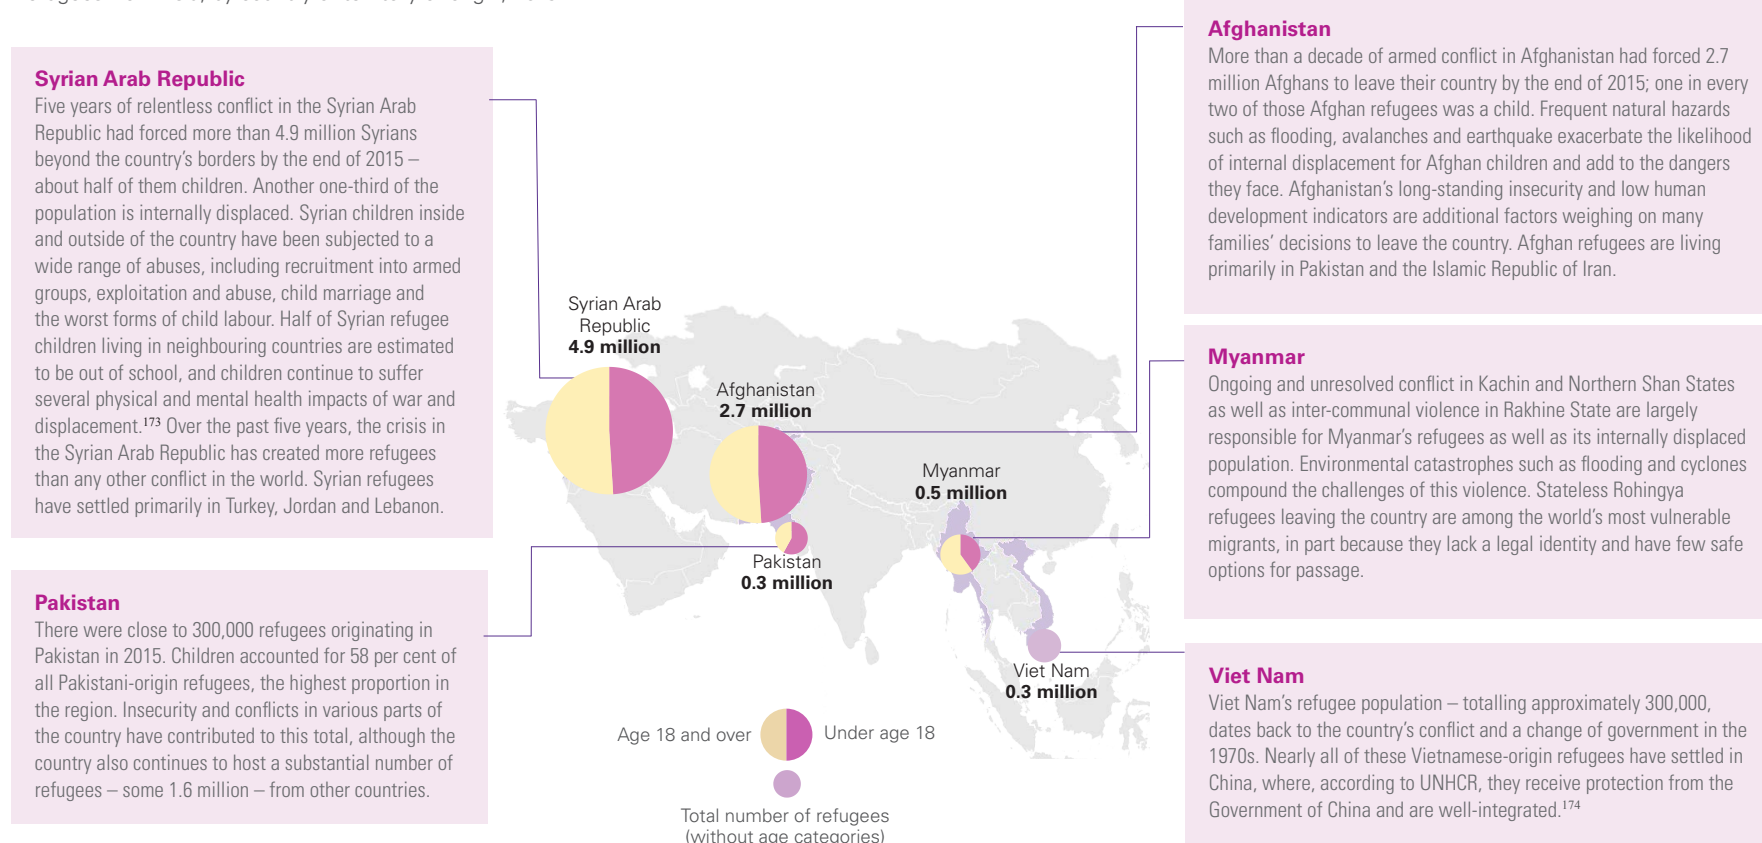 Syrian Arab Republic
Five years of relentless conflict in the Syrian Arab
Republic had forced more than 4.9 million Syrians
beyond the country's borders by the end of 2015 –
about half of them children. Another one-third of the
population is internally displaced. Syrian children inside
and outside of the country have been subjected to a
wide range of abuses, including recruitment into armed
groups, exploitation and abuse, child marriage and
the worst forms of child labour. Half of Syrian refugee
children living in neighbouring countries are estimated
to be out of school, and children continue to suffer
several physical and mental health impacts of war and
displacement.173 Over the past five years, the crisis in
the Syrian Arab Republic has created more refugees
than any other conflict in the world. Syrian refugees
have settled primarily in Turkey, Jordan and Lebanon.
Pakistan
There were close to 300,000 refugees originating in
Pakistan in 2015. Children accounted for 58 per cent of
all Pakistani-origin refugees, the highest proportion in
the region. Insecurity and conflicts in various parts of
the country have contributed to this total, although the
country also continues to host a substantial number of
refugees – some 1.6 million – from other countries.
Syrian Arab
Republic
4.9 million
Afghanistan
2.7 million
Myanmar
0.5 million
Pakistan
0.3 million
Viet Nam
0.3 million
Age 18 and over
Under age 18
Total number of refugees
(without age categories)
Afghanistan
More than a decade of armed conflict in Afghanistan had forced 2.7
million Afghans to leave their country by the end of 2015; one in every
two of those Afghan refugees was a child. Frequent natural hazards
such as flooding, avalanches and earthquake exacerbate the likelihood
of internal displacement for Afghan children and add to the dangers
they face. Afghanistan's long-standing insecurity and low human
development indicators are additional factors weighing on many
families' decisions to leave the country. Afghan refugees are living
primarily in Pakistan and the Islamic Republic of Iran.
Myanmar
Ongoing and unresolved conflict in Kachin and Northern Shan States
as well as inter-communal violence in Rakhine State are largely
responsible for Myanmar's refugees as well as its internally displaced
population. Environmental catastrophes such as flooding and cyclones
compound the challenges of this violence. Stateless Rohingya
refugees leaving the country are among the world's most vulnerable
migrants, in part because they lack a legal identity and have few safe
options for passage.
Viet Nam
Viet Nam's refugee population – totalling approximately 300,000,
dates back to the country's conflict and a change of government in the
1970s. Nearly all of these Vietnamese-origin refugees have settled in
China, where, according to UNHCR, they receive protection from the
Government of China and are well-integrated.174